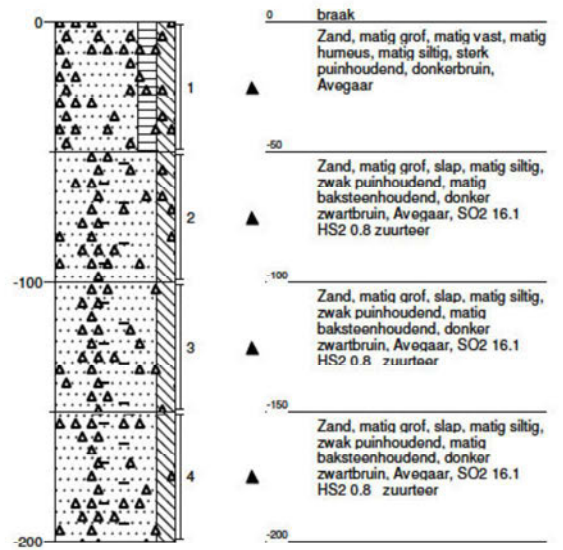 0
0
braak
Zand, matig grof, matig vast, matig
humeus, matig siltig, sterk
puinhoudend, donkerbruin,
Avegaar
1
-50
Zand, matig grof, slap, matig siltig,
zwak puinhoudend, matig
baksteenhoudend, donker
zwartbruin, Avegaar, SO2 16.1
HS2 0.8 zuurteer
2
-100
-100
Zand, matig grof, slap, matig siltig,
zwak puinhoudend, matig
baksteenhoudend, donker
zwartbruin, Avegaar, SO2 16.1
HS2 0.8 zuurteer
3
-150
Zand, matig grof, slap, matig siltig,
zwak puinhoudend, matig
baksteenhoudend, donker
zwartbruin, Avegaar, SO2 16.1
HS2 0.8 zuurteer
4
-200
-200